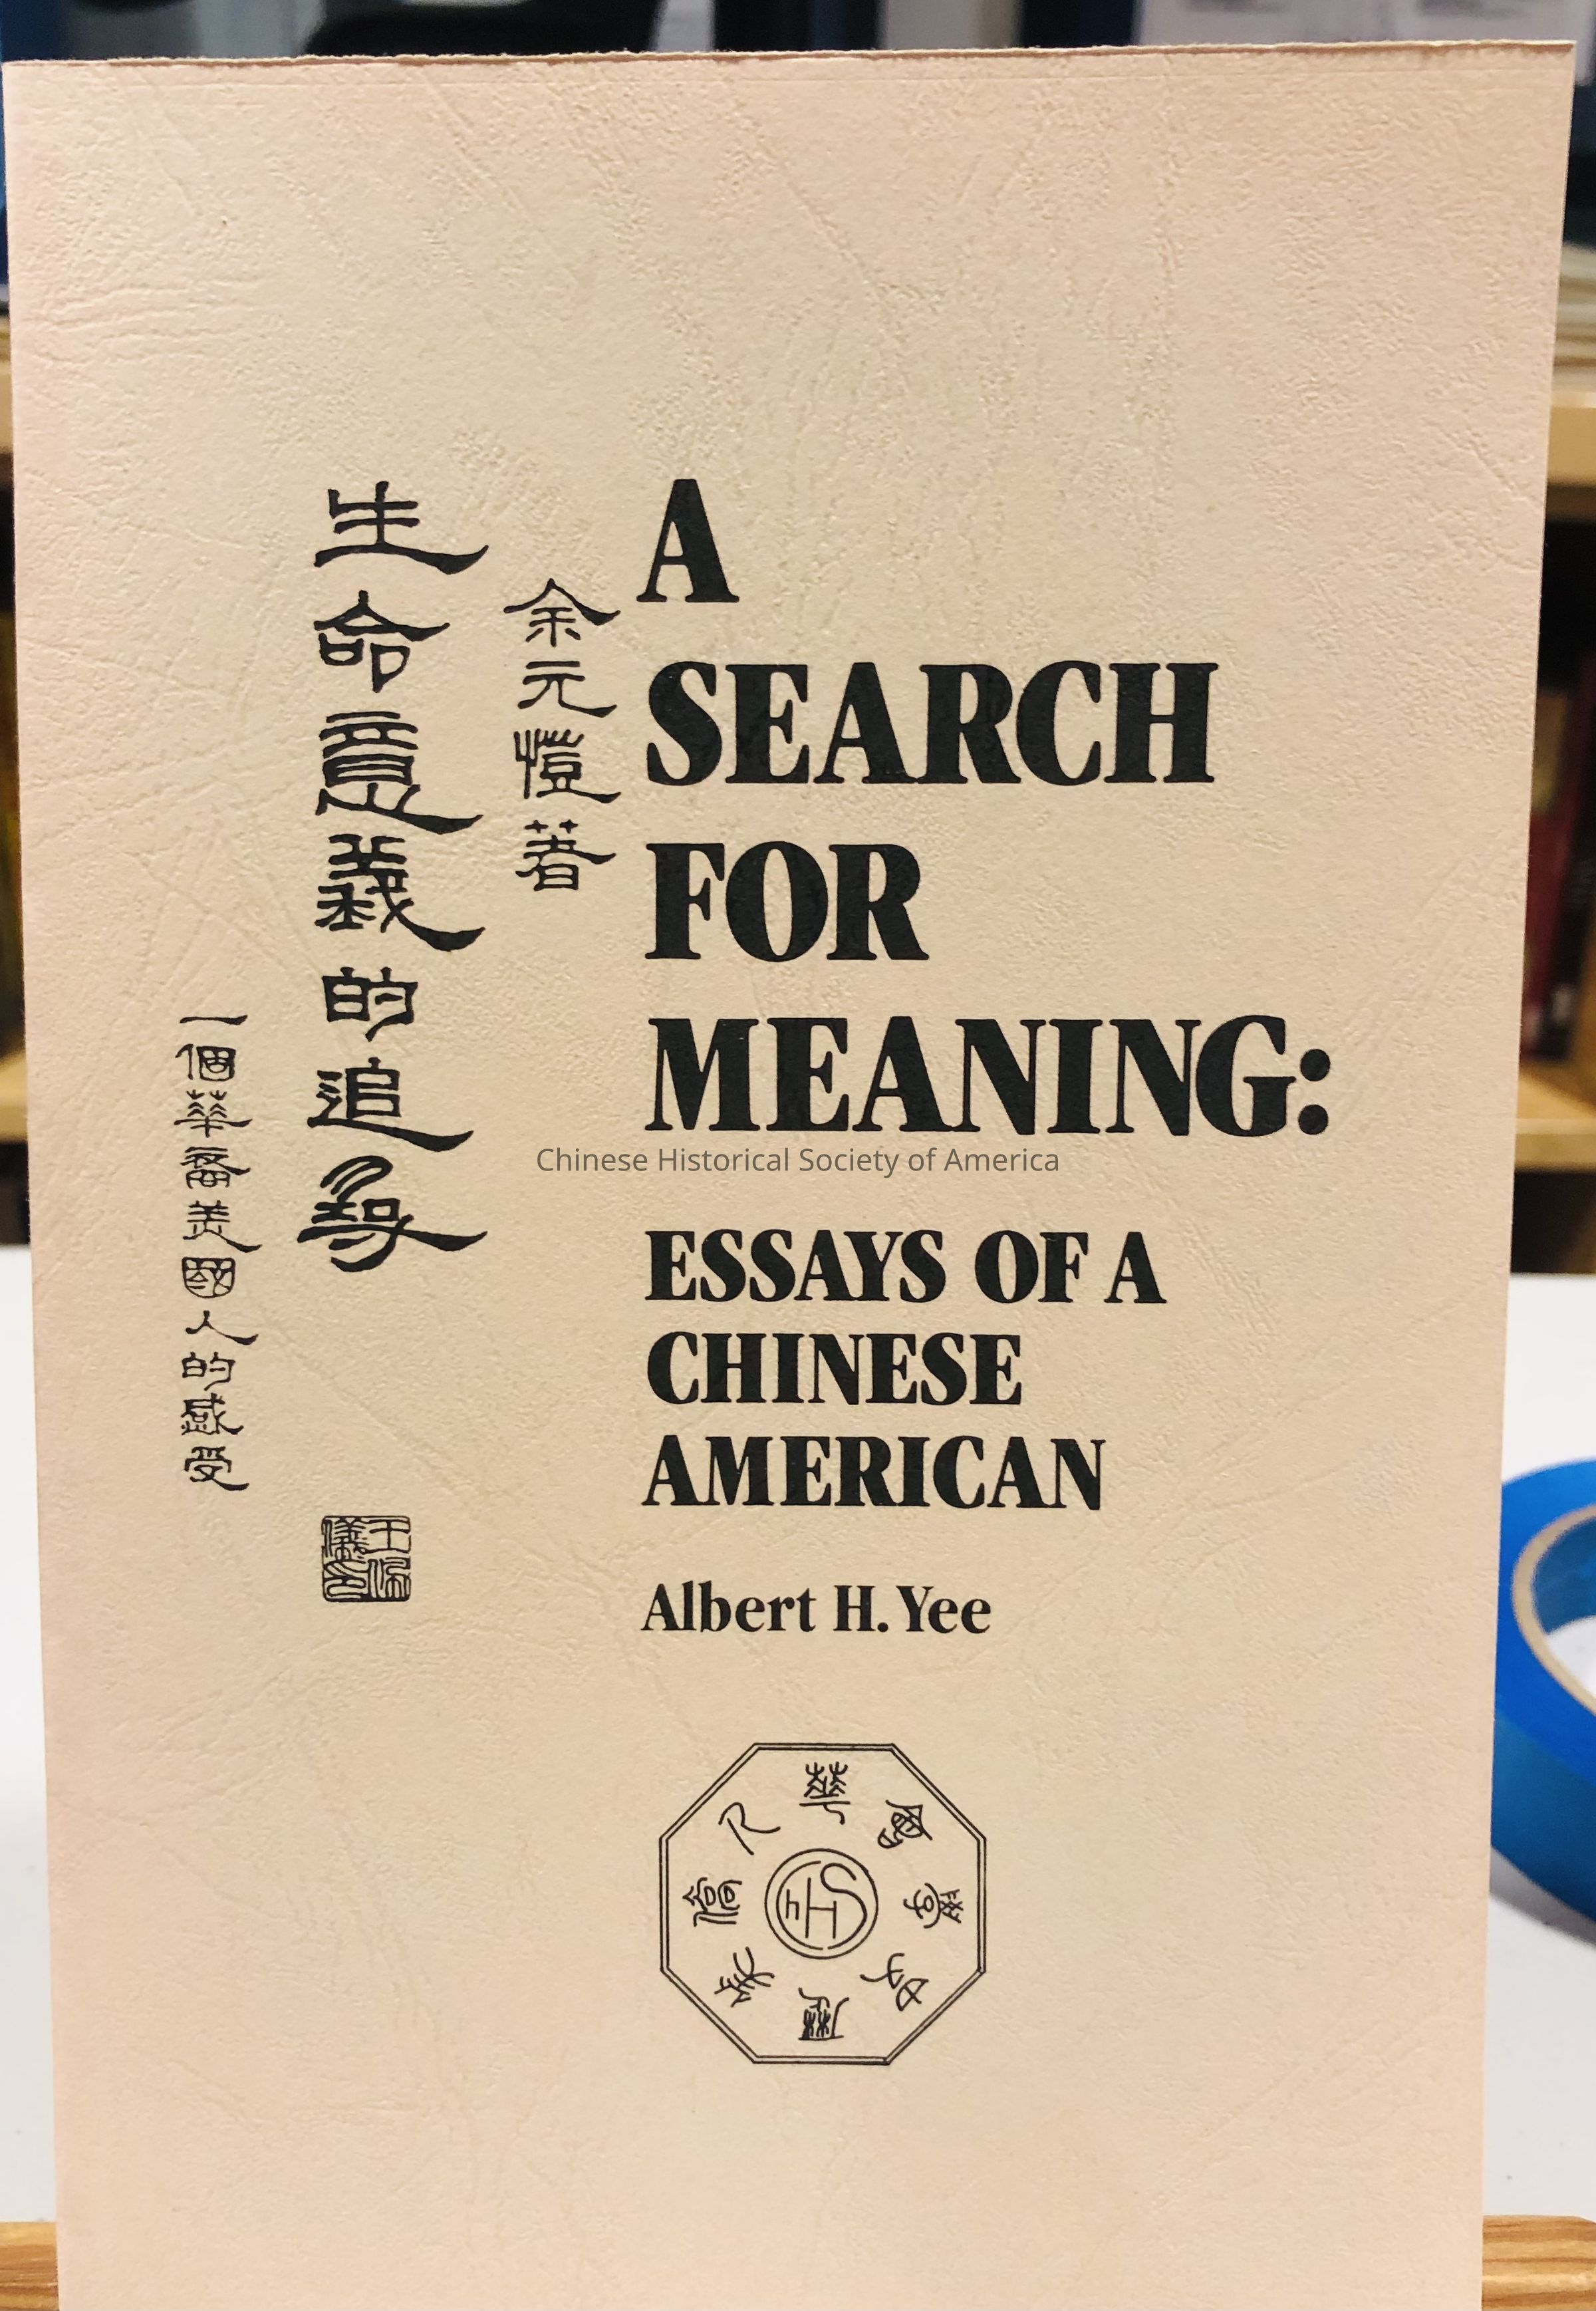 余元愷著
生命意義的追尋
一個華裔美國人的感受
A
SEARCH
FOR
MEANING:
Chinese Historical Society of America
ESSAYS OF A
CHINESE
AMERICAN
Albert H. Yee